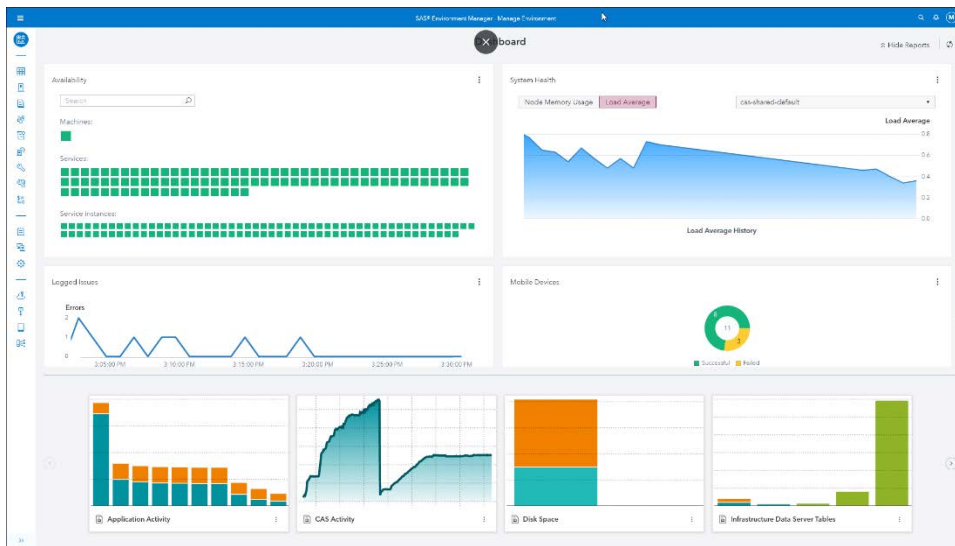 SAS® Environment Manager - Manage Environment
M
board
Hide Reports
Availability
Search
Machines:
Services:
Service instances:
System Health
Node Memory Usage
Load Average
cas-shared-default
Load Average
0.8
0.6
0.4
0.2
0.0
Load Average History
Logged Issues
Errors
2
1
0
3:05:00 PM
3:10:00 PM
3:15:00 PM
3:20:00 PM
3:25:00 PM
3:30:00 PM
Mobile Devices
8
11
3
Successful
Failed
Application Activity
CAS Activity
Disk Space
Infrastructure Data Server Tables